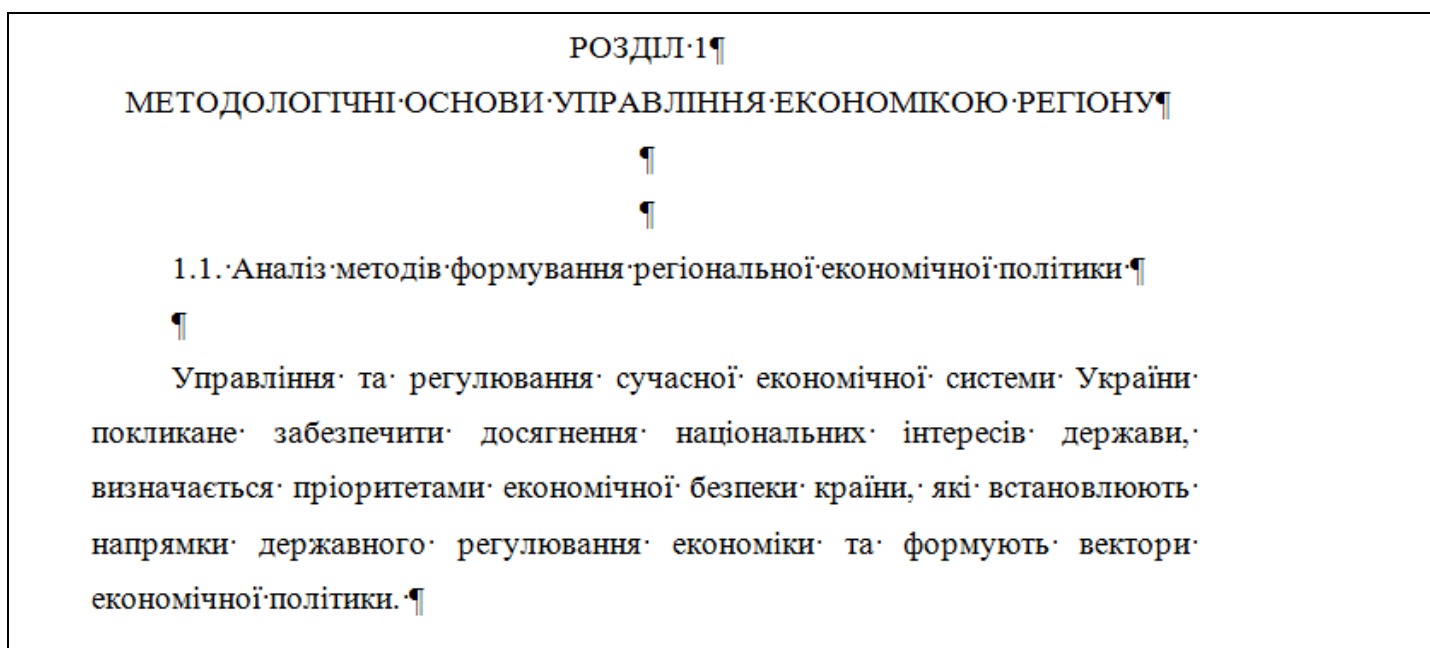 РОЗДІЛ·1¶
МЕТОДОЛОГІЧНІ·ОСНОВИ·УПРАВЛІННЯ·ЕКОНОМІКОЮ·РЕГІОНУ¶
¶
¶
1.1.·Аналіз·методів·формування·регіональної·економічної·політики·¶
¶
Управління· та· регулювання· сучасної· економічної· системи· України·
покликане· забезпечити· досягнення· національних· інтересів· держави,·
визначається· пріоритетами· економічної· безпеки· країни,· які· встановлюють·
напрямки· державного· регулювання· економіки· та· формують· вектори·
економічної·політики.·¶